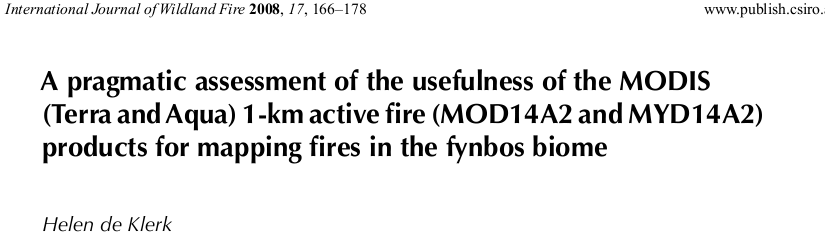 International Journal of Wildland Fire 2008, 17, 166–178
www.publish.csiro.
A pragmatic assessment of the usefulness of the MODIS
(Terra and Aqua) 1-km active fire (MOD14A2 and MYD14A2)
products for mapping fires in the fynbos biome
Helen de Klerk